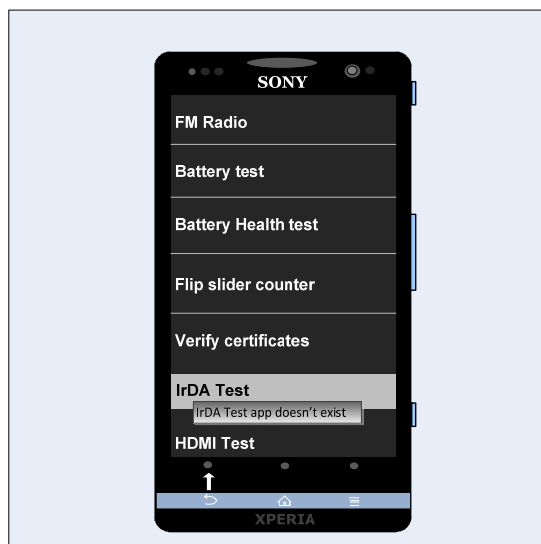 SONY
FM Radio
Battery test
Battery Health test
Flip slider counter
Verify certificates
IrDA Test
IrDA Test app doesn't exist
HDMI Test
XPERIA